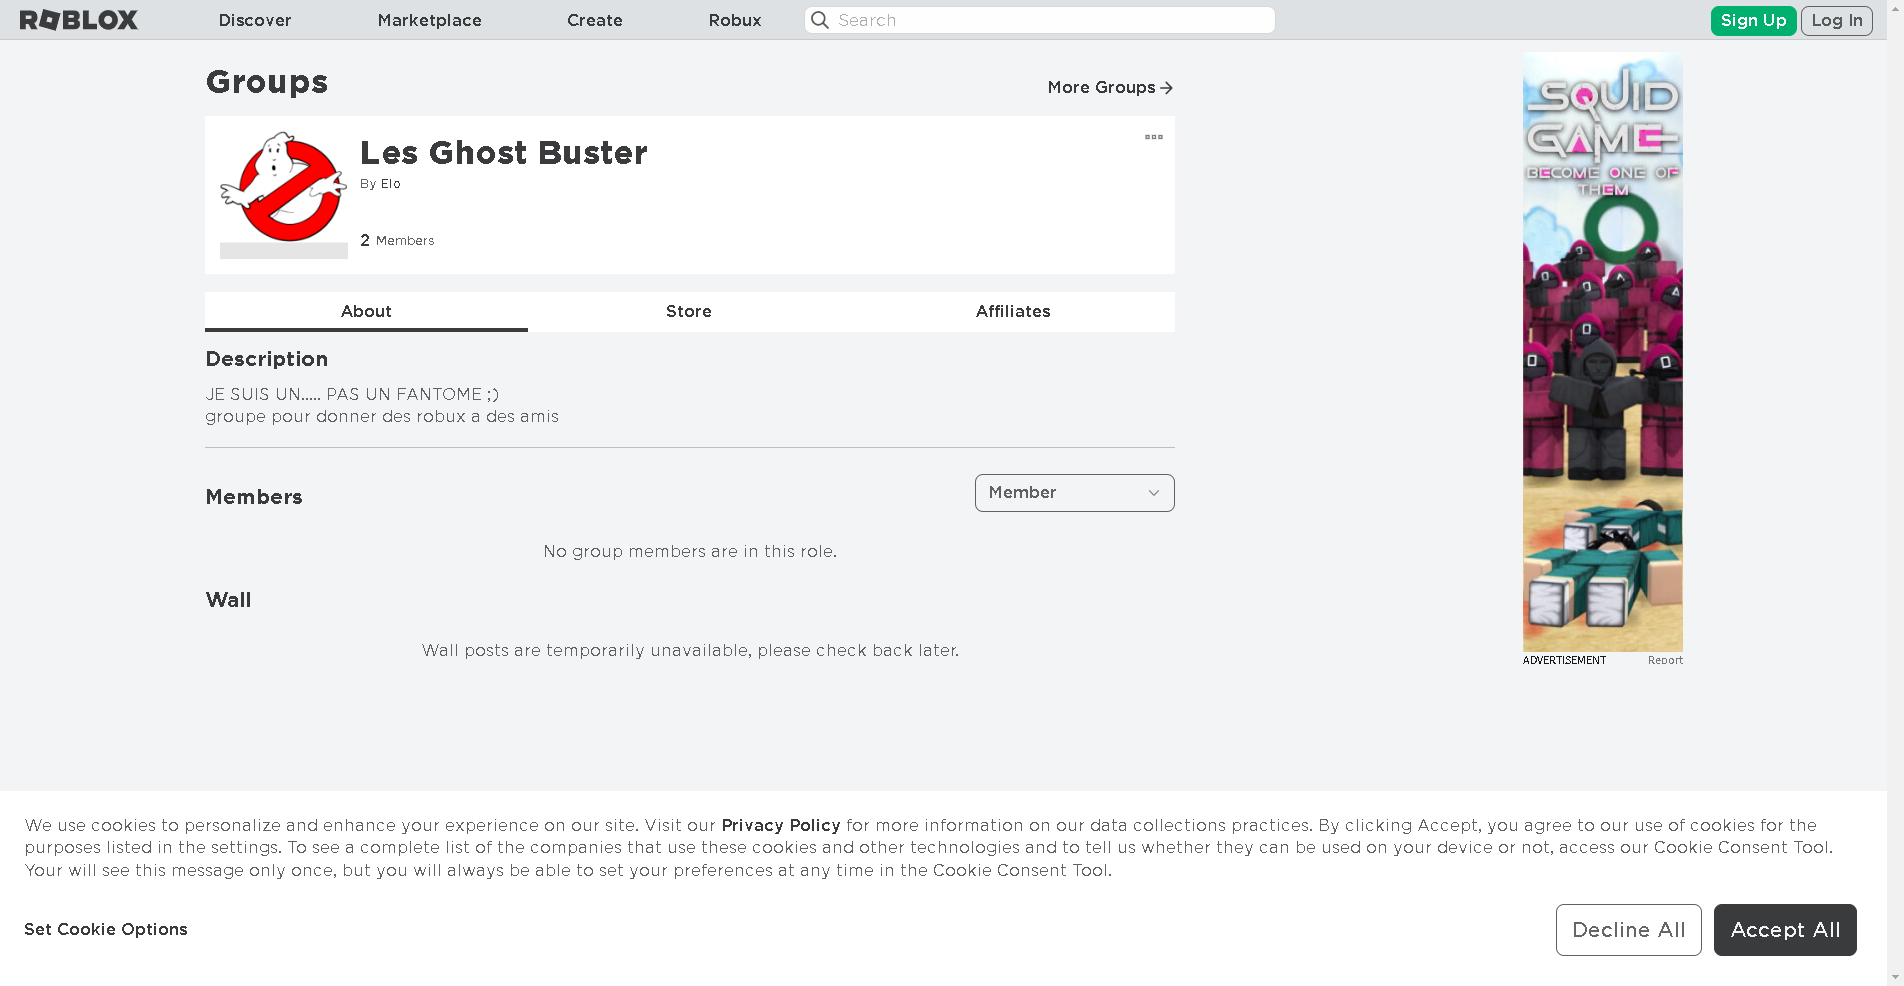 ROBLOX
Discover
Marketplace
Create
Robux
Search
Sign Up
Log In
Groups
More Groups
Les Ghost Buster
By Elo
2 Members
About
Store
Affiliates
Description
JE SUIS UN..... PAS UN FANTOME ;)
groupe pour donner des robux a des amis
Members
Member
No group members are in this role.
Wall
Wall posts are temporarily unavailable, please check back later.
SQUID
GAME
BECOME ONE OF
THEM
ADVERTISEMENT
Report
We use cookies to personalize and enhance your experience on our site. Visit our Privacy Policy for more information on our data collections practices. By clicking Accept, you agree to our use of cookies for the
purposes listed in the settings. To see a complete list of the companies that use these cookies and other technologies and to tell us whether they can be used on your device or not, access our Cookie Consent Tool.
Your will see this message only once, but you will always be able to set your preferences at any time in the Cookie Consent Tool.
Set Cookie Options
Decline All
Accept All